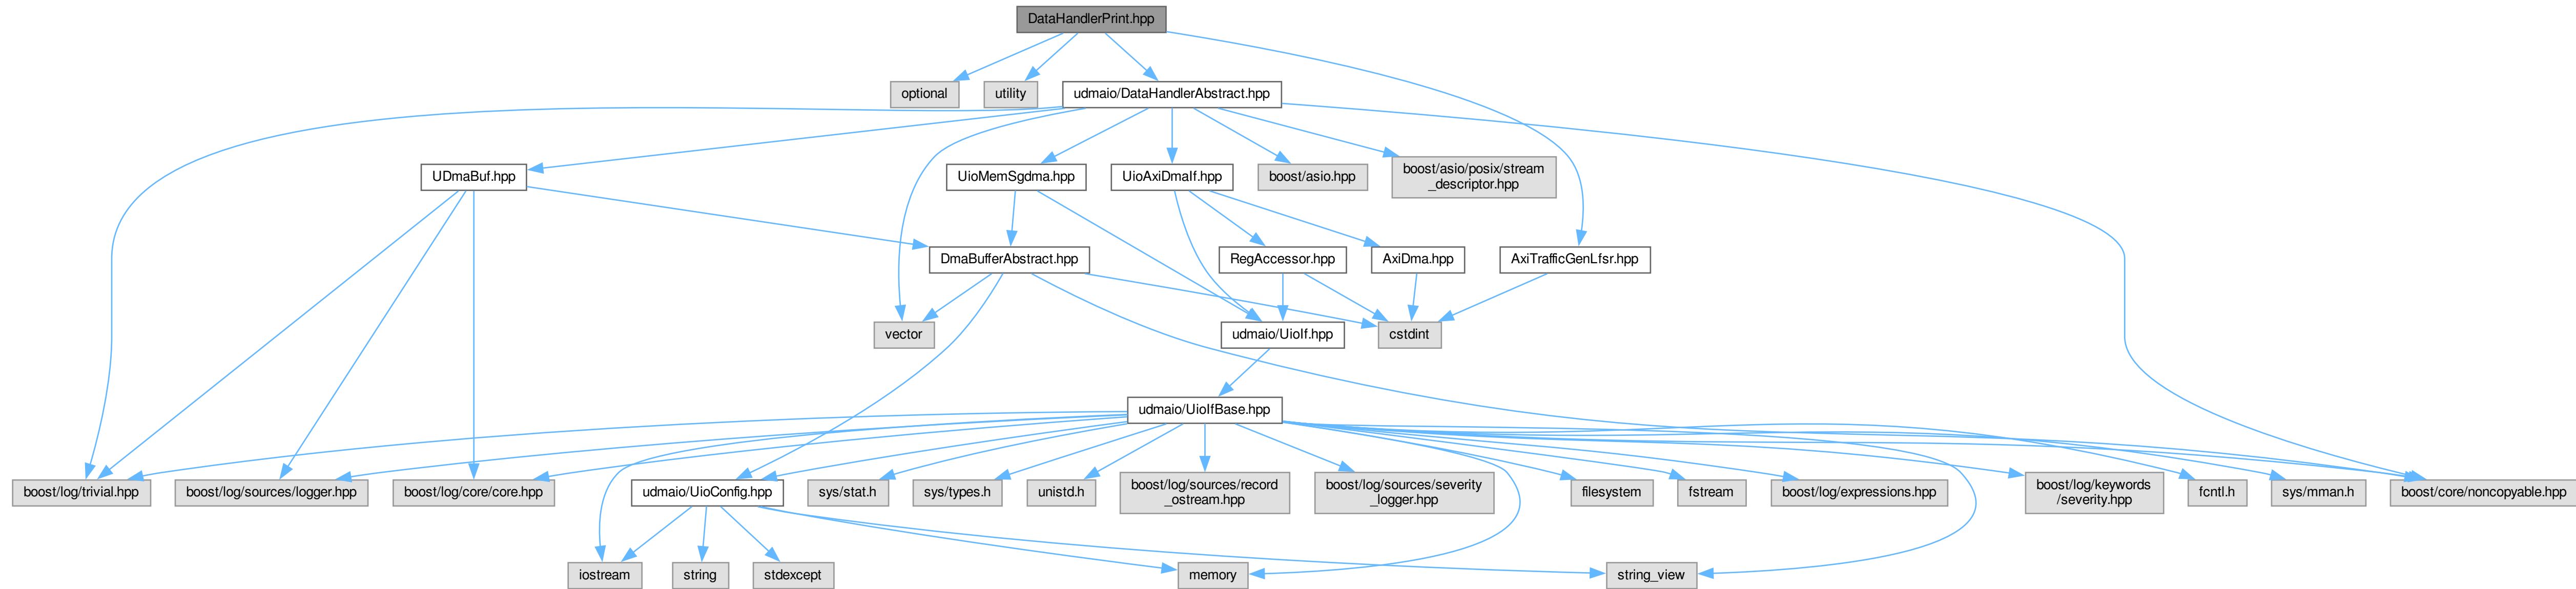 DataHandlerPrint.hpp
optional
utility
udmaio/DataHandlerAbstract.hpp
UDmaBuf.hpp
UioMemSgdma.hpp
UioAxiDmaIf.hpp
boost/asio.hpp
boost/asio/posix/stream
_descriptor.hpp
DmaBufferAbstract.hpp
RegAccessor.hpp
AxiDma.hpp
AxiTrafficGenLfsr.hpp
vector
udmaio/UioIf.hpp
cstdint
udmaio/UioIfBase.hpp
boost/log/trivial.hpp
boost/log/sources/logger.hpp
boost/log/core/core.hpp
udmaio/UioConfig.hpp
sys/stat.h
sys/types.h
unistd.h
boost/log/sources/record
_ostream.hpp
boost/log/sources/severity
_logger.hpp
filesystem
fstream
boost/log/expressions.hpp
boost/log/keywords
/severity.hpp
fcntl.h
sys/mman.h
boost/core/noncopyable.hpp
iostream
string
stdexcept
memory
string_view